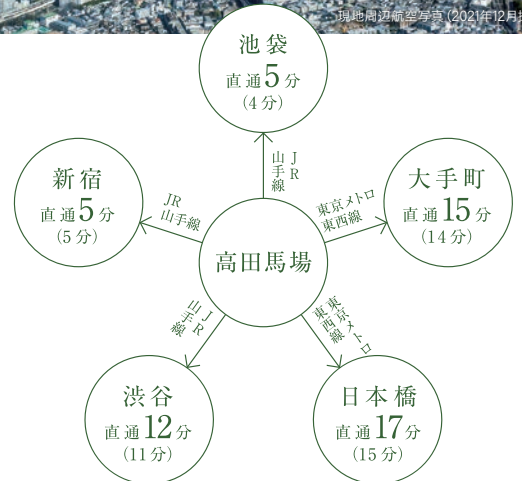 現地周辺航空写真(2021年12月
池袋
直通5分
(4分)
JR
山手線
新宿
直通5分
(5分)
JR
山手線
大手町
直通15分
(14分)
東京メトロ
東西線
高田馬場
JR
山手線
東京メトロ
東西線
渋谷
直通12分
(11分)
日本橋
直通17分
(15分)